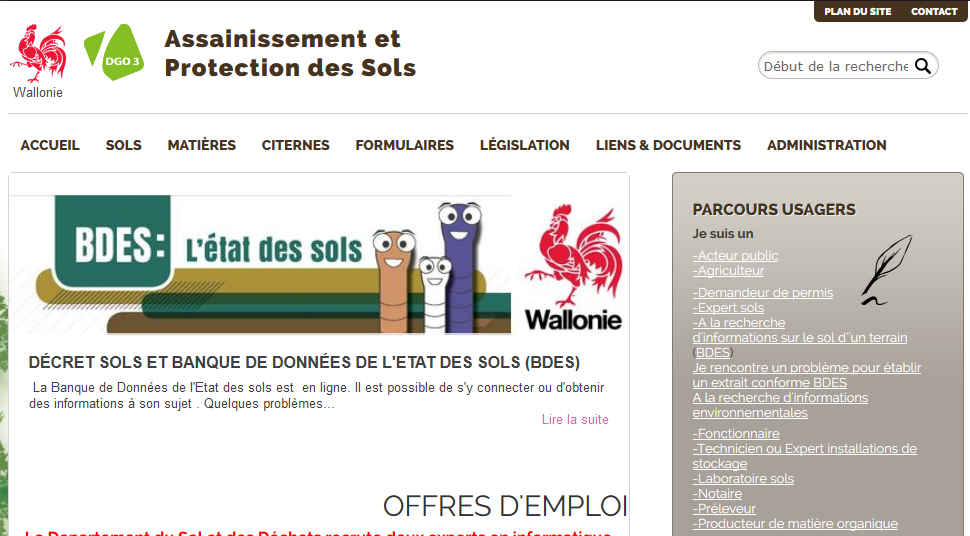 PLAN DU SITE CONTACT
Assainissement et
Protection des Sols
DGO 3
Wallonie
Début de la recherche
ACCUEIL SOLS MATIÈRES CITERNES FORMULAIRES LÉGISLATION LIENS & DOCUMENTS ADMINISTRATION
BDES: L'état des sols
Wallonie
DÉCRET SOLS ET BANQUE DE DONNÉES DE L'ETAT DES SOLS (BDES)
La Banque de Données de l'Etat des sols est en ligne. Il est possible de s'y connecter ou d'obtenir
des informations à son sujet . Quelques problèmes...
Lire la suite
OFFRES D'EMPLOI
Le Departement du Sol et des Déchets recrute deux experts en informatique
PARCOURS USAGERS
Je suis un
-Acteur public
-Agriculteur
-Demandeur de permis
-Expert sols
-A la recherche
d'informations sur le sol d''un terrain
(BDES)
Je rencontre un problème pour établir
un extrait conforme BDES
A la recherche d'informations
environnementales
-Fonctionnaire
-Technicien ou Expert installations de
stockage
-Laboratoire sols
-Notaire
-Préleveur
-Producteur de matière organique